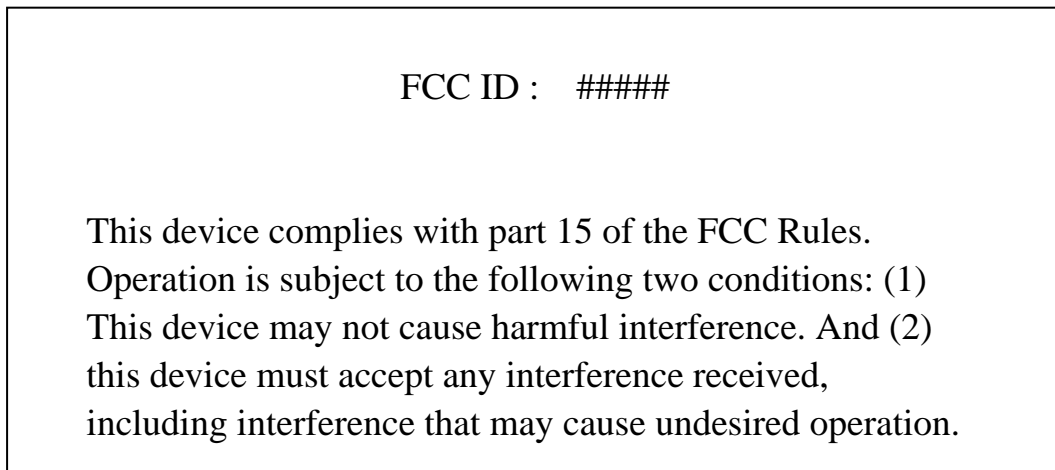 FCC ID : #####
This device complies with part 15 of the FCC Rules.
Operation is subject to the following two conditions: (1)
This device may not cause harmful interference. And (2)
this device must accept any interference received,
including interference that may cause undesired operation.